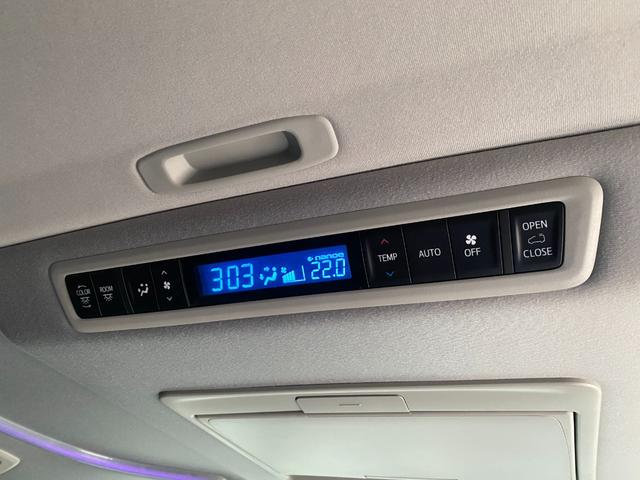 COLOR
ROOM
303
nanoe
22.0
TEMP
AUTO
OFF
OPEN
CLOSE